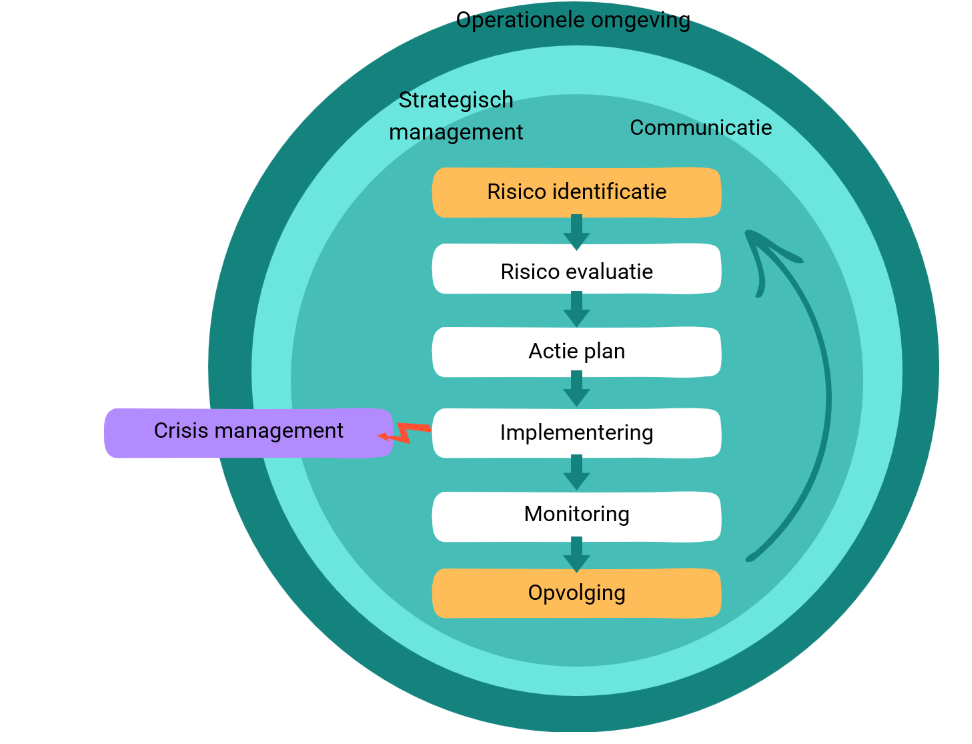 Operationele omgeving
Strategisch
management
Communicatie
Risico identificatie
Risico evaluatie
Actie plan
Crisis management
Implementering
Monitoring
Opvolging